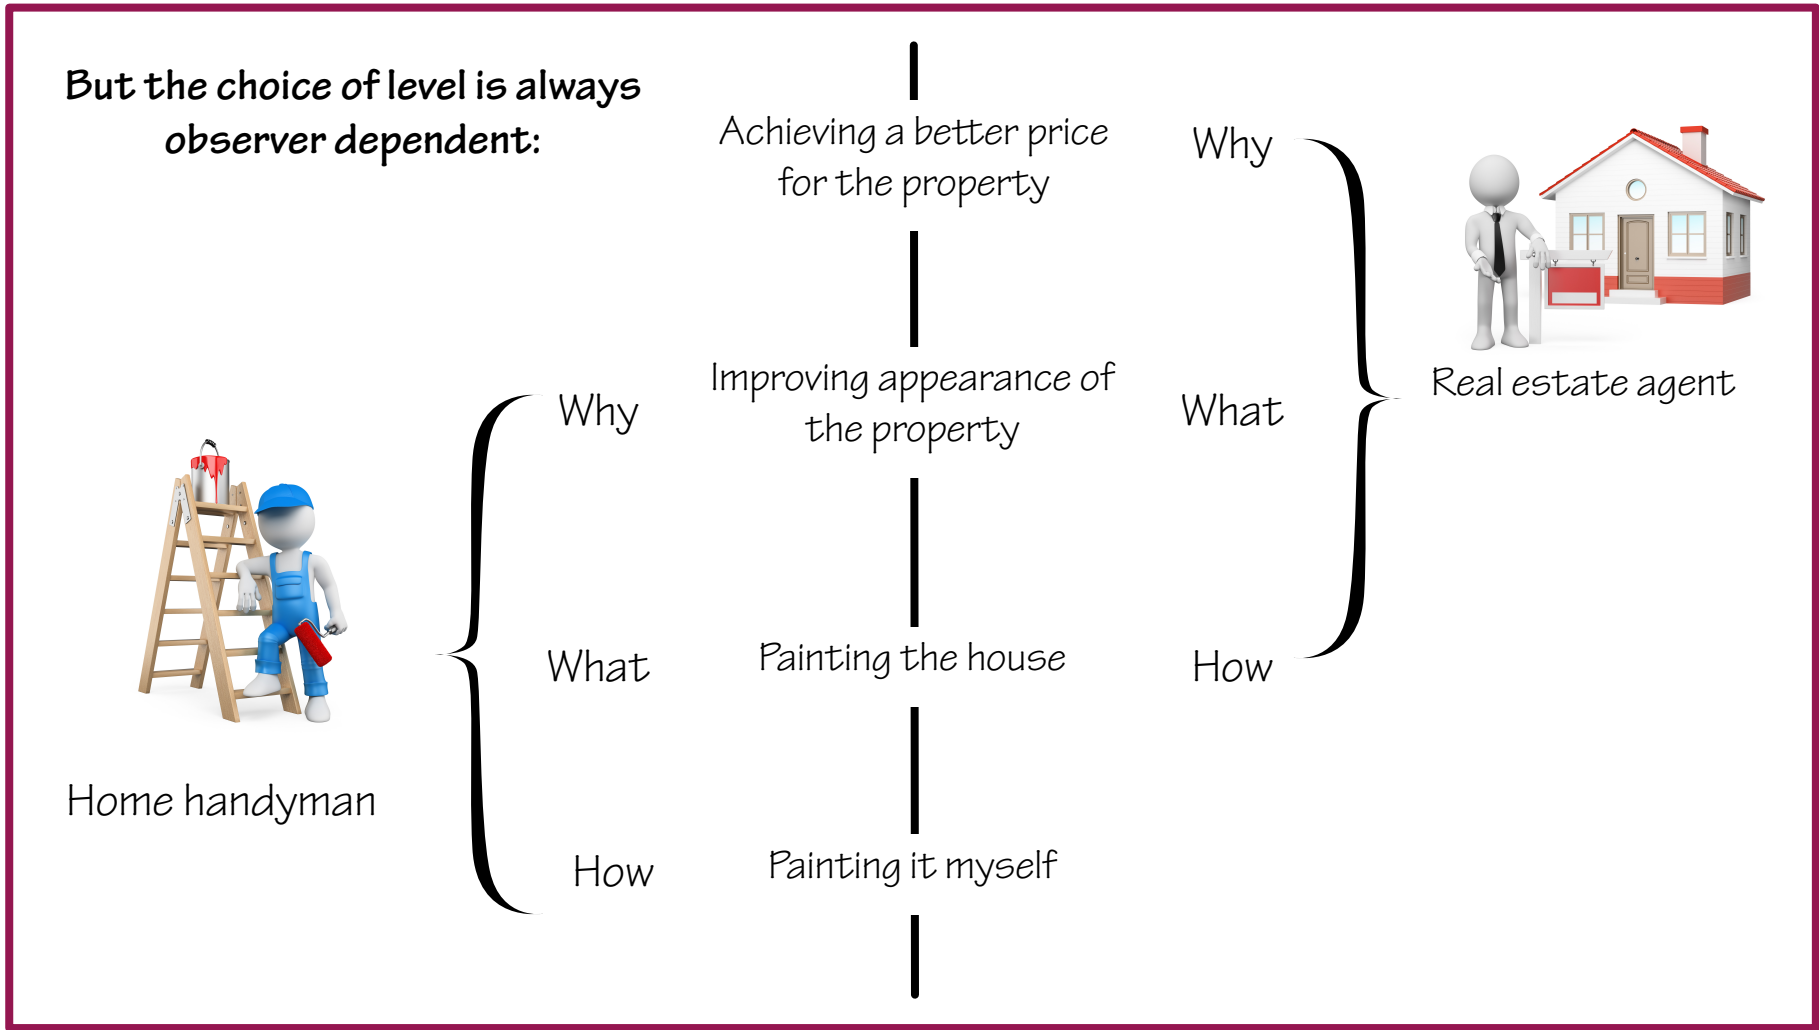 But the choice of level is always
observer dependent:
Achieving a better price
for the property
Why
Real estate agent
Why
Improving appearance of
the property
What
What
Painting the house
How
Home handyman
How
Painting it myself